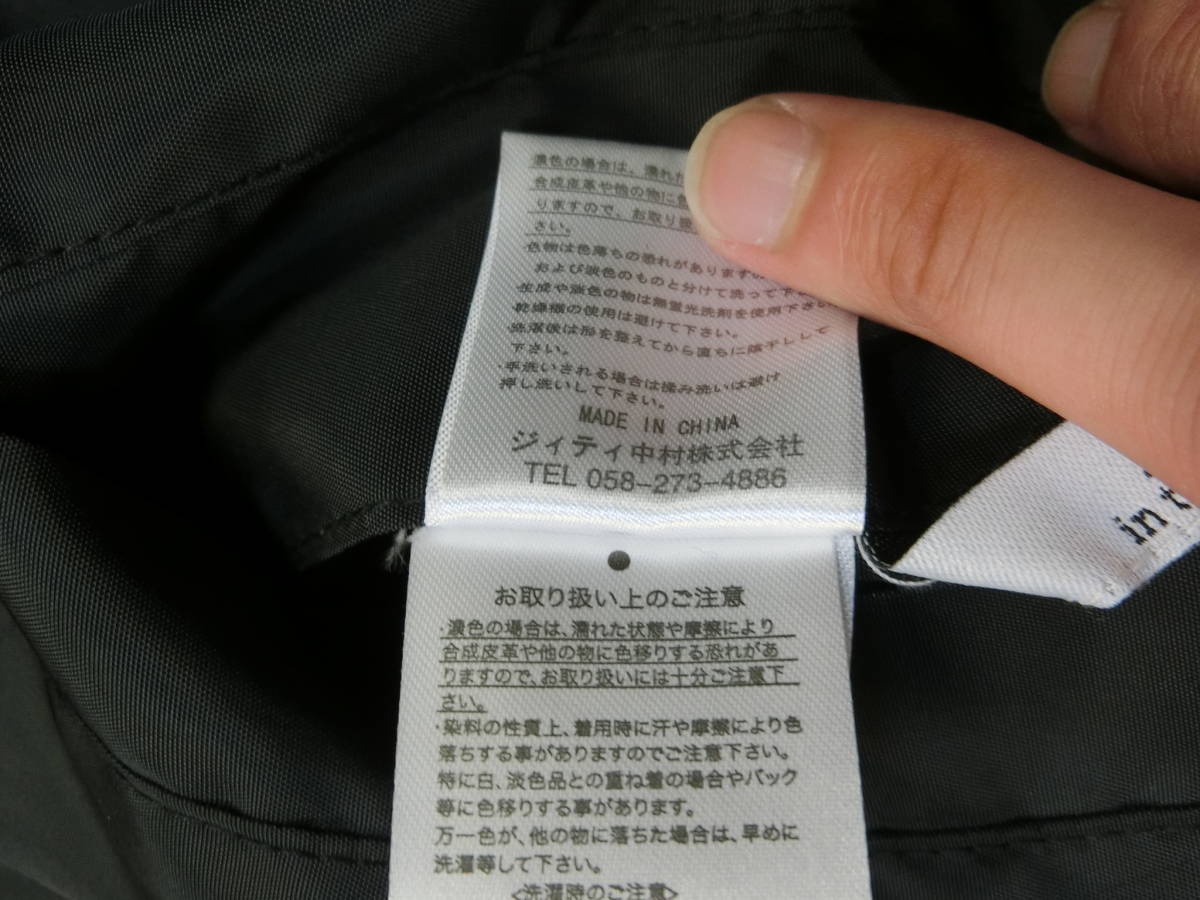 濃色の場合は、濡れた
合成皮革や他の物に色
りますので、お取り扱
さい。
色物は色落ちの恐れがありますの
および淡色のものと分けて洗って下
・生成や淡色の物は無蛍光洗剤を使用下さい
・乾燥機の使用は避けて下さい。
・洗濯後は形を整えてから直ちに陰干しして
下さい。
・手洗いされる場合は揉み洗いは避け
押し洗いして下さい。
MADE IN CHINA
ジィティ中村株式会社
TEL 058-273-4886
in
お取り扱い上のご注意
・濃色の場合は、濡れた状態や摩擦により
合成皮革や他の物に色移りする恐れがあ
りますので、お取り扱いには十分ご注意下
さい。
・染料の性質上、着用時に汗や摩擦により色
落ちする事がありますのでご注意下さい。
特に白、淡色品との重ね着の場合やバック
等に色移りする事があります。
万一色が、他の物に落ちた場合は、早めに
洗濯等して下さい。
<洗濯時のご注意>